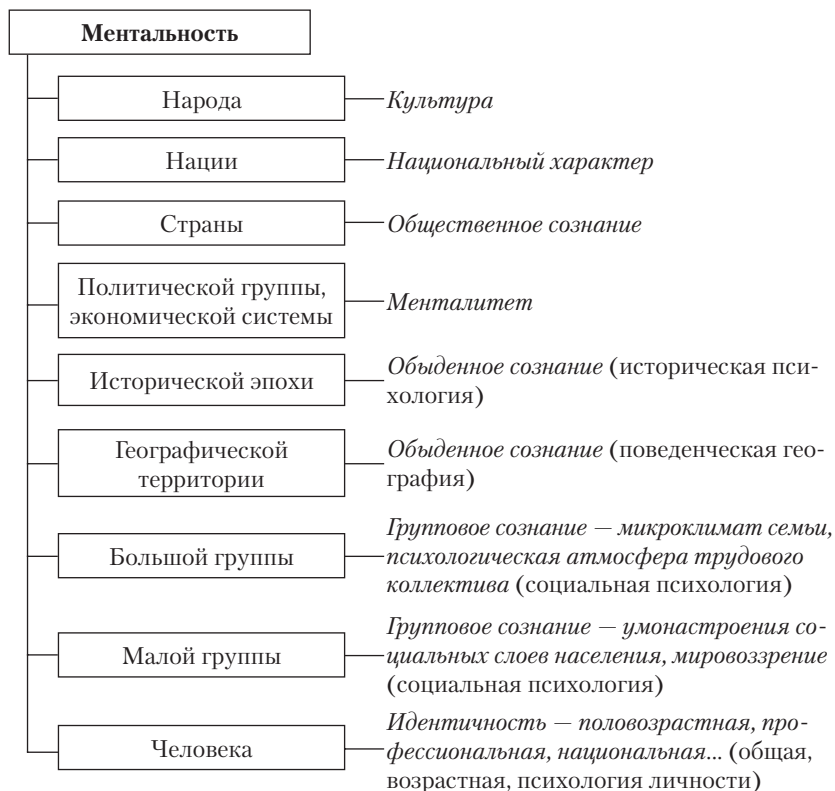 Ментальность
Народа
Культура
Нации
Национальный характер
Страны
Общественное сознание
Политической группы,
экономической системы
Менталитет
Исторической эпохи
Обыденное сознание (историческая пси-
хология)
Географической
территории
Обыденное сознание (поведенческая гео-
графия)
Большой группы
Групповое сознание — микроклимат семьи,
психологическая атмосфера трудового
коллектива (социальная психология)
Малой группы
Групповое сознание — умонастроения со-
циальных слоев населения, мировоззрение
(социальная психология)
Человека
Идентичность — половозрастная, про-
фессиональная, национальная... (общая,
возрастная, психология личности)